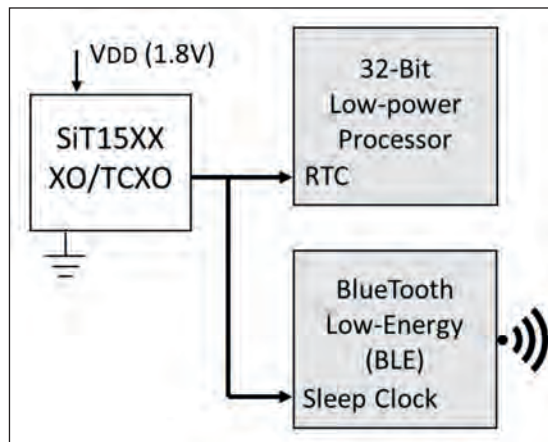 VDD (1.8V)
SiT15XX
XO/TCXO
32-Bit
Low-power
Processor
RTC
BlueTooth
Low-Energy
(BLE)
Sleep Clock